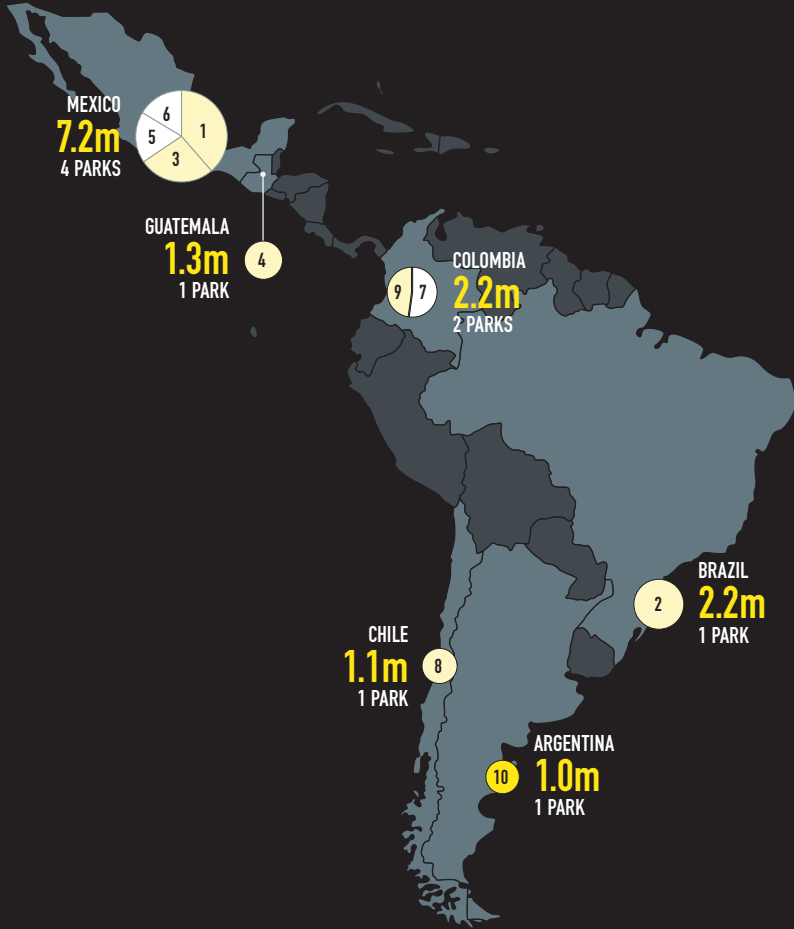 MEXICO
7.2m
4 PARKS
6
1
5
3
GUATEMALA
1.3m
1 PARK
4
COLOMBIA
2.2m
2 PARKS
9
7
BRAZIL
2.2m
1 PARK
2
CHILE
1.1m
1 PARK
8
ARGENTINA
1.0m
1 PARK
10